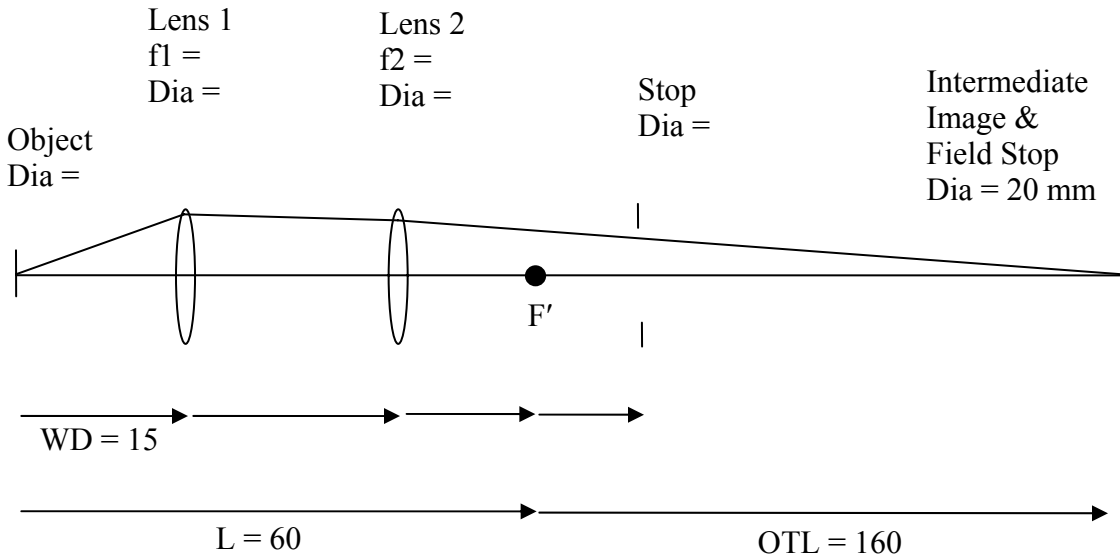 Lens 1
f1 =
Dia =
Lens 2
f2 =
Dia =
Stop
Dia =
Intermediate
Image &
Field Stop
Dia = 20 mm
Object
Dia =
F′
WD = 15
L = 60
OTL = 160